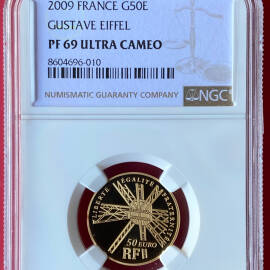 2009 FRANCE G50E
GUSTAVE EIFFEL
PF 69 ULTRA CAMEO
8604696-010
NUMISMATIC GUARANTY COMPANY
NGC
LIBERTÉ ÉGALITÉ FRATERNITÉ
50 EURO
RF